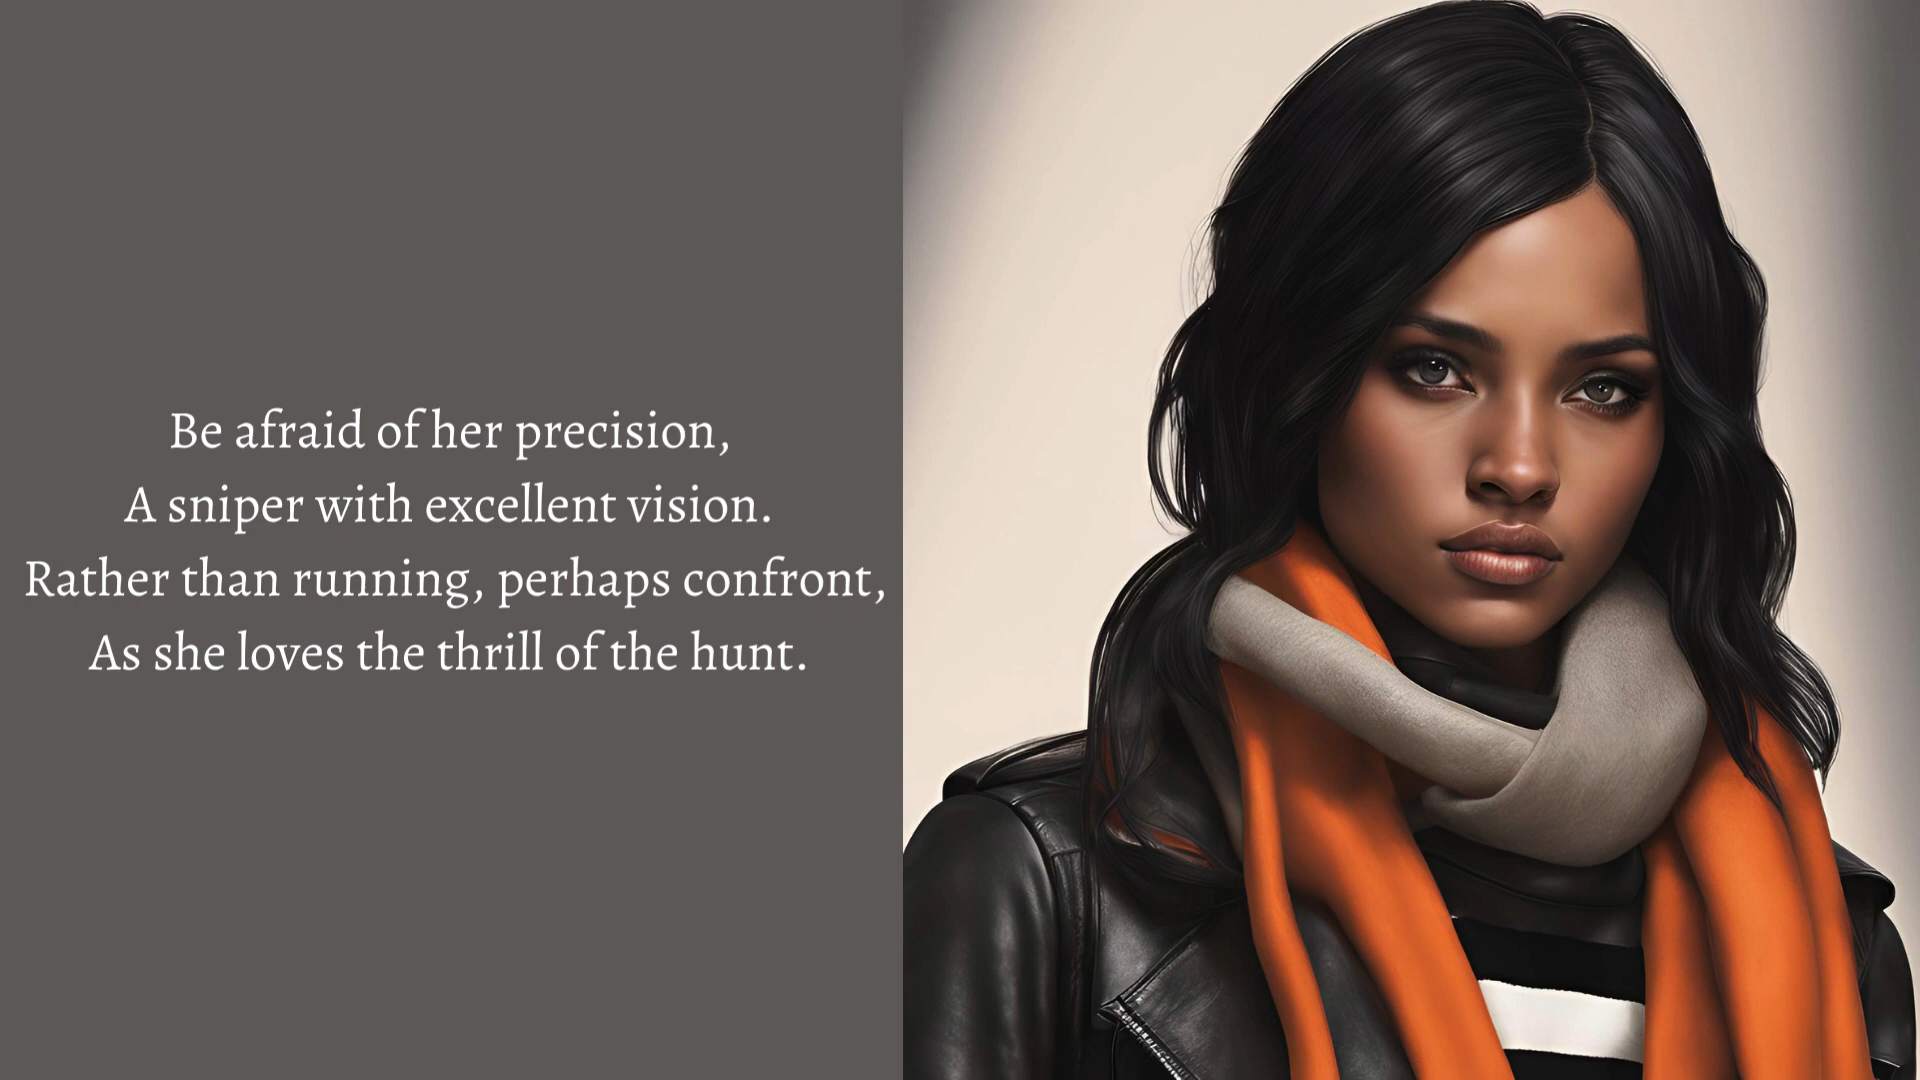 Be afraid of her precision,
A sniper with excellent vision.
Rather than running, perhaps confront,
As she loves the thrill of the hunt.